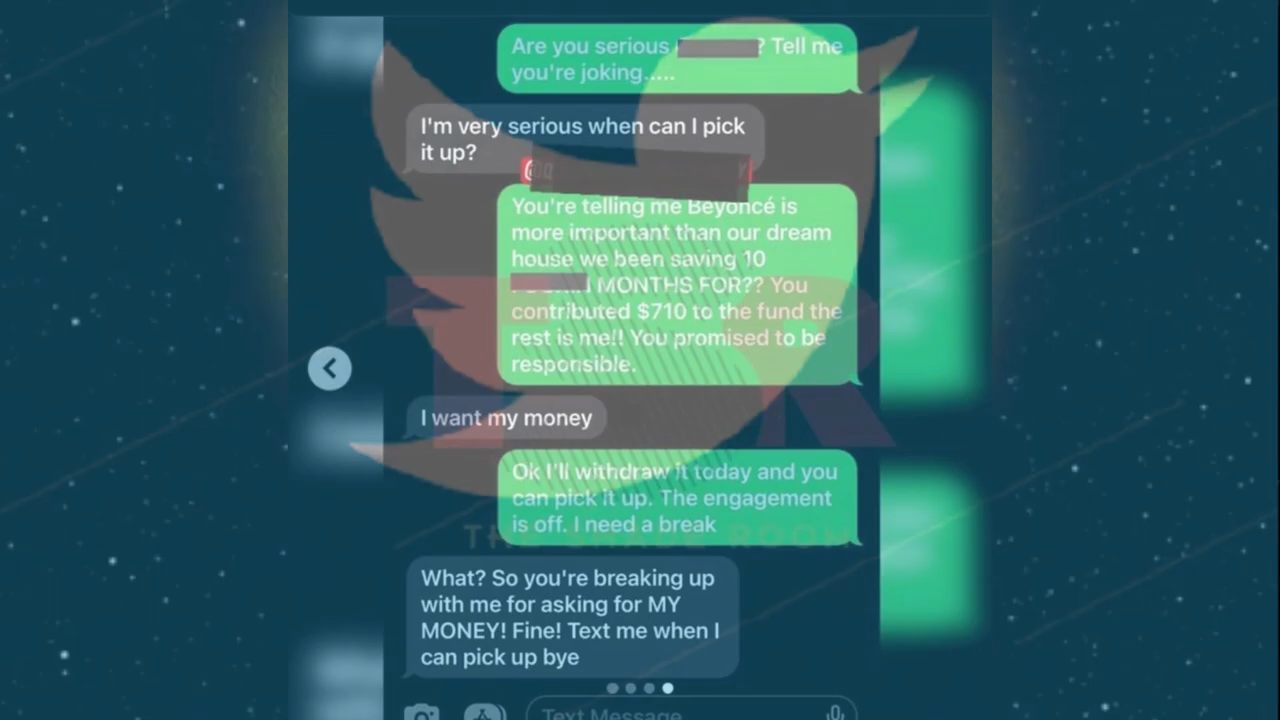 Are you serious ? Tell me
you're joking.....
I'm very serious when can I pick
it up?
You're telling me Beyoncé is
more important than our dream
house we been saving 10
MONTHS FOR?? You
contributed $710 to the fund the
rest is me!! You promised to be
responsible.
I want my money
Ok I'll withdraw it today and you
can pick it up. The engagement
is off. I need a break
THE SHADE ROOM
What? So you're breaking up
with me for asking for MY
MONEY! Fine! Text me when I
can pick up bye
Text Message